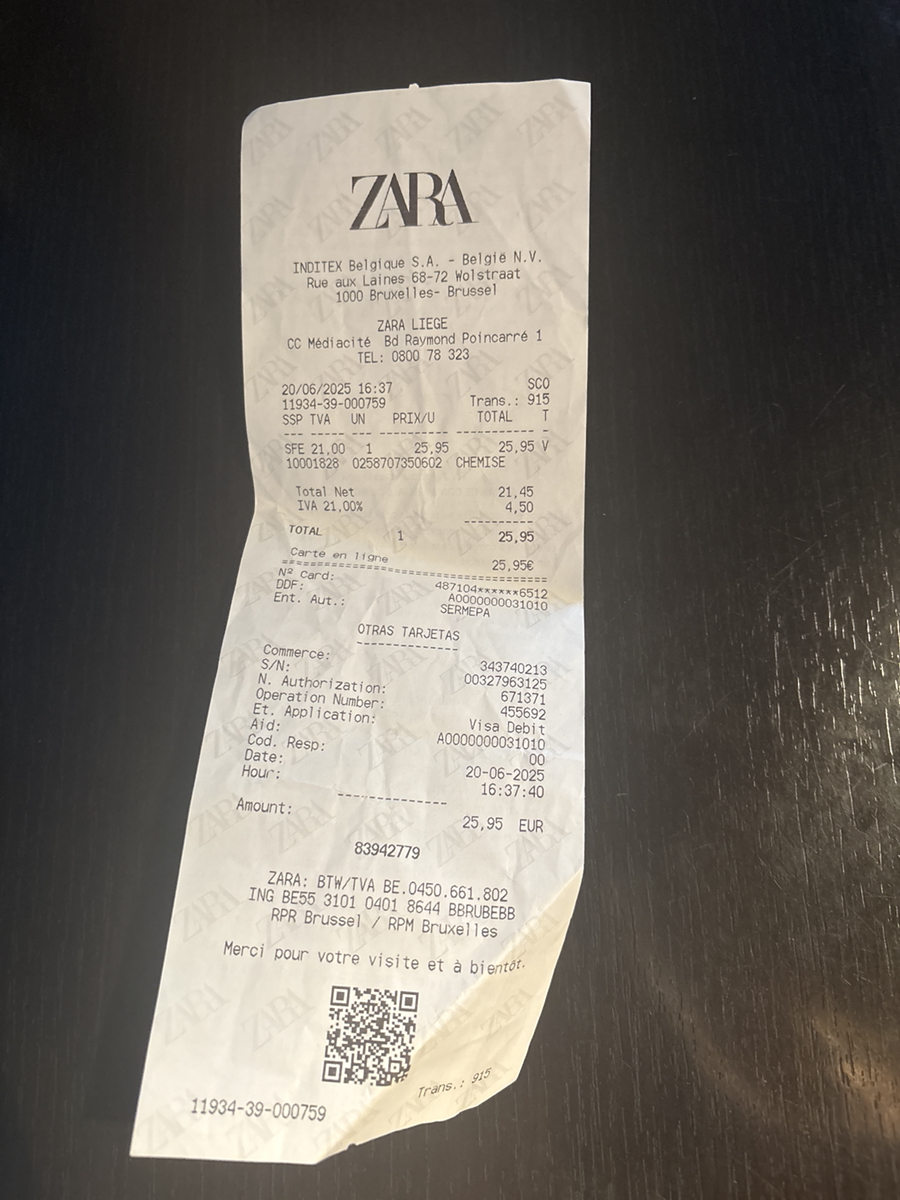 ZARA
INDITEX Belgique S.A. - België N.V.
Rue aux Laines 68-72 Wolstraat
1000 Bruxelles- Brussel
ZARA LIEGE
CC Médiacité Bd Raymond Poincarré 1
TEL: 0800 78 323
20/06/2025 16:37 SCO
11934-39-000759 Trans.: 915
SSP TVA UN PRIX/U TOTAL T
--- --- --- ---------- ---------- -
SFE 21,00 1 25,95 25,95 V
10001828 0258707350602 CHEMISE
Total Net 21,45
IVA 21,00% 4,50
----------
TOTAL 1 25,95
Carte en ligne 25,95€
======================================
Nº Card: 487104******6512
DDF: A0000000031010
Ent. Aut.: SERMEPA
OTRAS TARJETAS
--------------
Commerce: 343740213
S/N: 00327963125
N. Authorization: 671371
Operation Number: 455692
Et. Application: Visa Debit
Aid: A0000000031010
Cod. Resp: 00
Date: 20-06-2025
Hour: 16:37:40
---------------
Amount: 25,95 EUR
83942779
ZARA: BTW/TVA BE.0450.661.802
ING BE55 3101 0401 8644 BBRUBEBB
RPR Brussel / RPM Bruxelles
Merci pour votre visite et à bientôt.
Trans.: 915
11934-39-000759